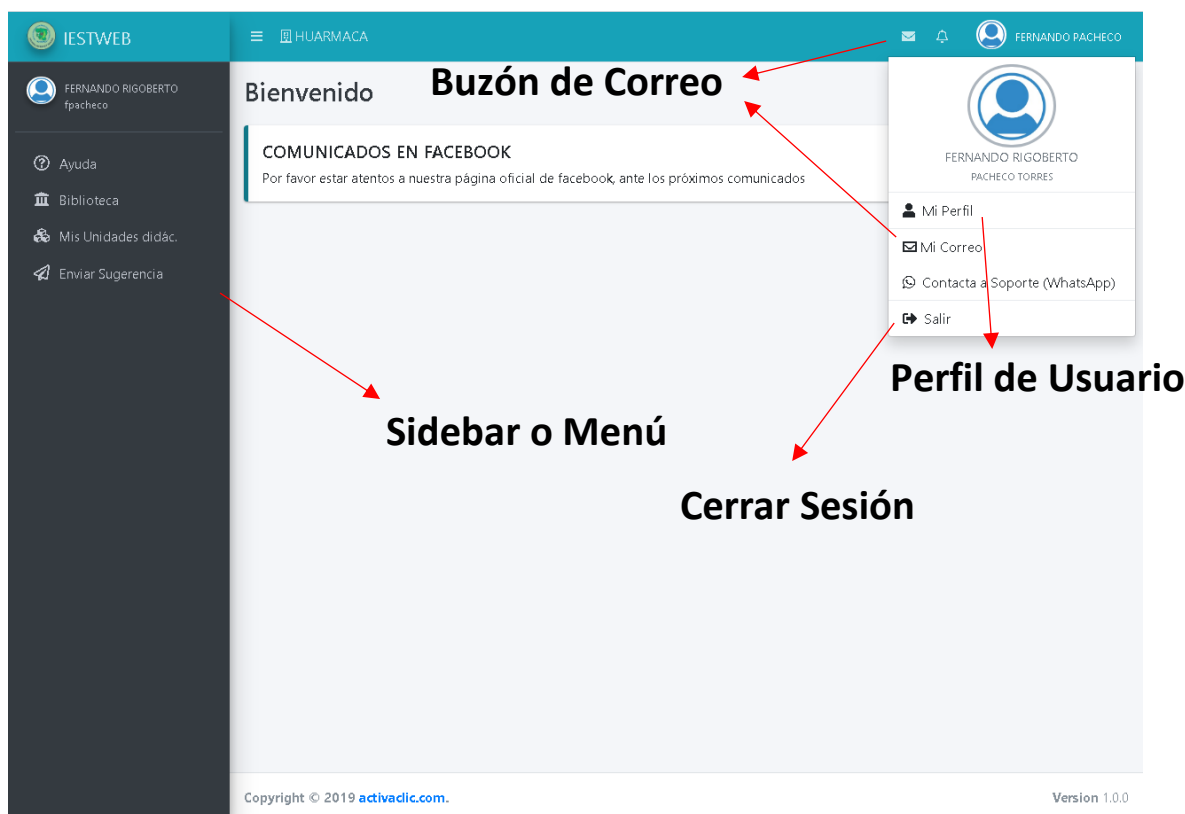 IESTWEB
HUARMACA
FERNANDO PACHECO
FERNANDO RIGOBERTO
fpacheco
Ayuda
Biblioteca
Mis Unidades didác.
Enviar Sugerencia
Bienvenido
Buzón de Correo
COMUNICADOS EN FACEBOOK
Por favor estar atentos a nuestra página oficial de facebook, ante los próximos comunicados
FERNANDO RIGOBERTO
PACHECO TORRES
Mi Perfil
Mi Correo
Contacta a Soporte (WhatsApp)
Salir
Perfil de Usuario
Sidebar o Menú
Cerrar Sesión
Copyright © 2019 activaclic.com.
Version 1.0.0